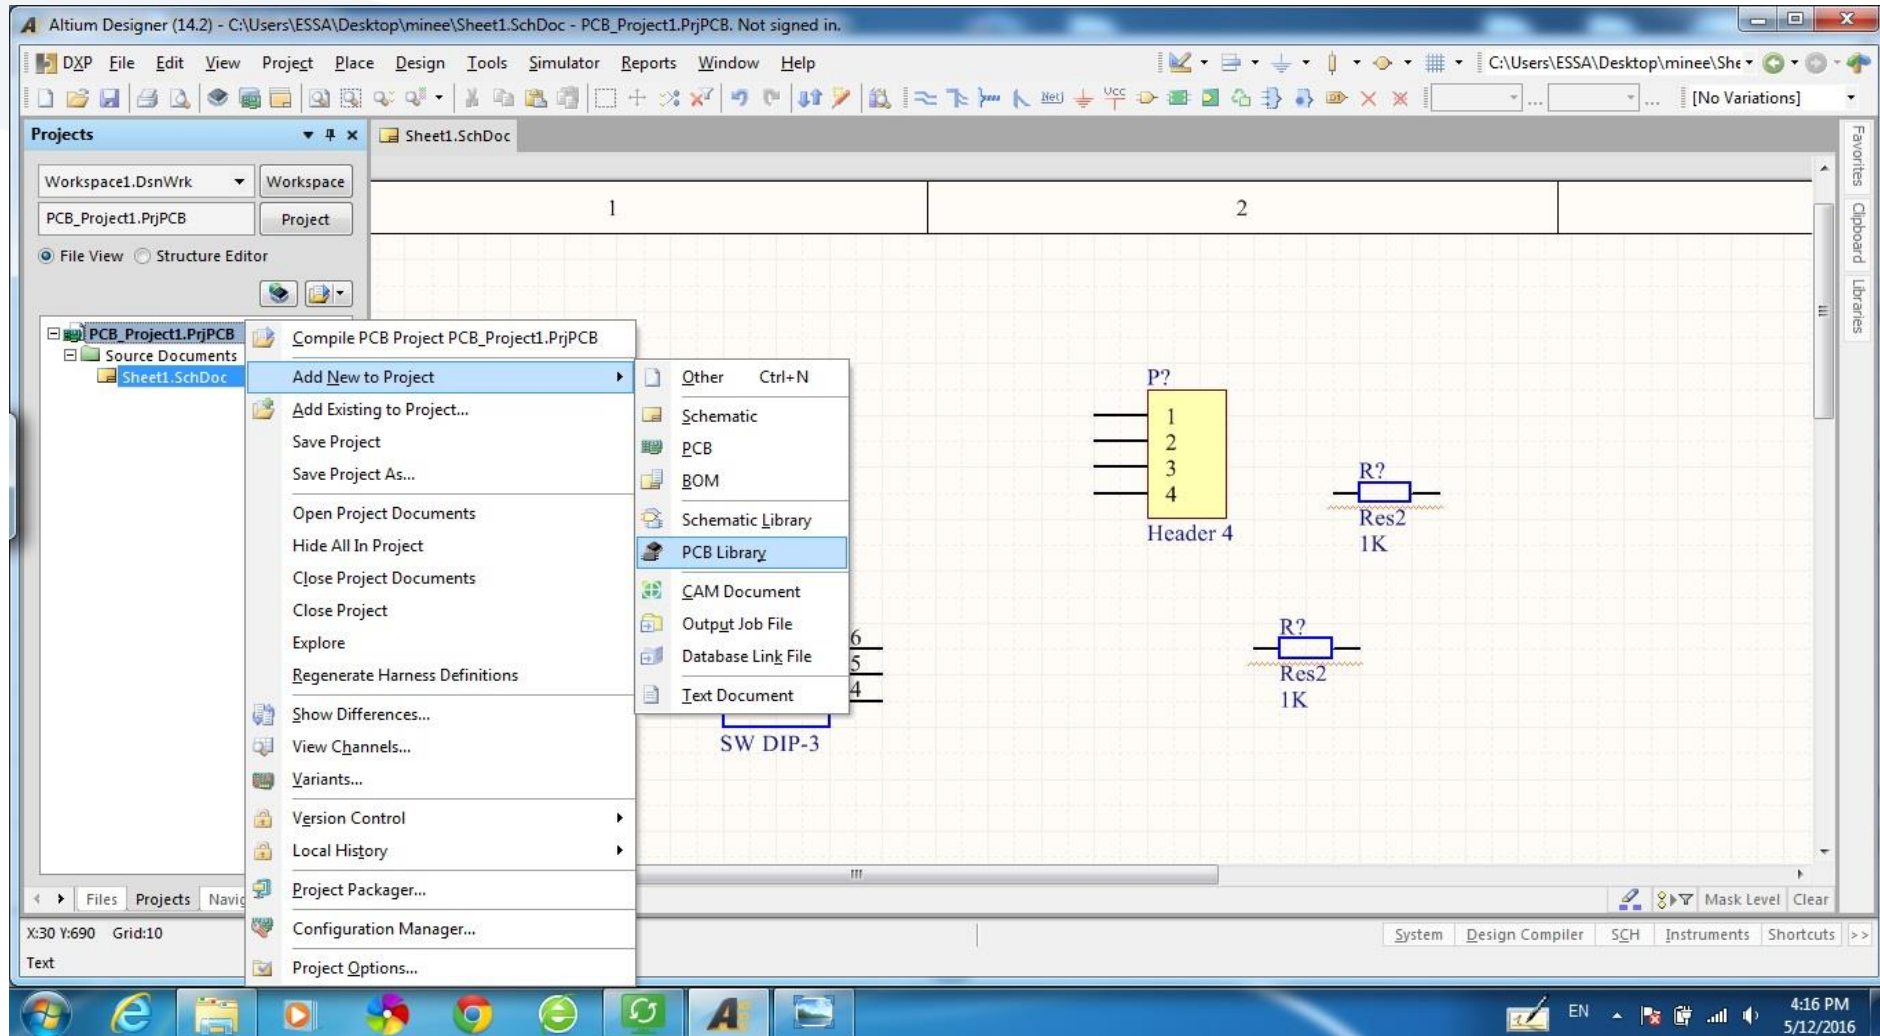 Altium Designer (14.2) - C:\Users\ESSA\Desktop\minee\Sheet1.SchDoc - PCB_Project1.PrjPCB. Not signed in.
DXP File Edit View Project Place Design Tools Simulator Reports Window Help C:\Users\ESSA\Desktop\minee\She
Net Vcc ... ... [No Variations]
Projects Sheet1.SchDoc
Favorites
Clipboard
Libraries
Workspace1.DsnWrk Workspace
PCB_Project1.PrjPCB Project
1 2
File View Structure Editor
PCB_Project1.PrjPCB
Source Documents
Sheet1.SchDoc
Compile PCB Project PCB_Project1.PrjPCB
Add New to Project
Add Existing to Project...
Save Project
Save Project As...
Open Project Documents
Hide All In Project
Close Project Documents
Close Project
Explore
Regenerate Harness Definitions
Show Differences...
View Channels...
Variants...
Version Control
Local History
Project Packager...
Configuration Manager...
Project Options...
Other Ctrl+N
Schematic
PCB
BOM
Schematic Library
PCB Library
CAM Document
Output Job File
Database Link File
Text Document
6
5
4
SW DIP-3
P?
1
2
3
4
Header 4
R?
Res2
1K
R?
Res2
1K
Files Projects Navig Mask Level Clear
X:30 Y:690 Grid:10 System Design Compiler SCH Instruments Shortcuts >>
Text
EN 4:16 PM
5/12/2016